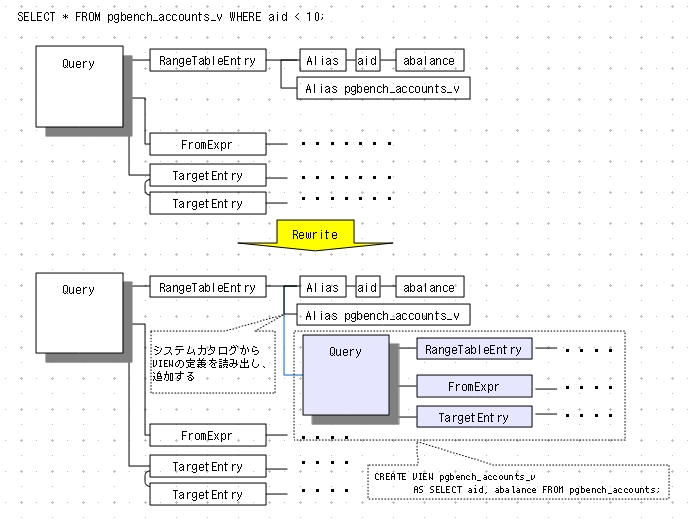 SELECT * FROM pgbench_accounts_v WHERE aid < 10;
Query
RangeTableEntry
Alias
aid
abalance
Alias pgbench_accounts_v
FromExpr
TargetEntry
TargetEntry
Rewrite
Query
RangeTableEntry
Alias
aid
abalance
Alias pgbench_accounts_v
システムカタログから
VIEWの定義を読み出し、
追加する
Query
RangeTableEntry
FromExpr
TargetEntry
FromExpr
TargetEntry
TargetEntry
CREATE VIEW pgbench_accounts_v
AS SELECT aid, abalance FROM pgbench_accounts;